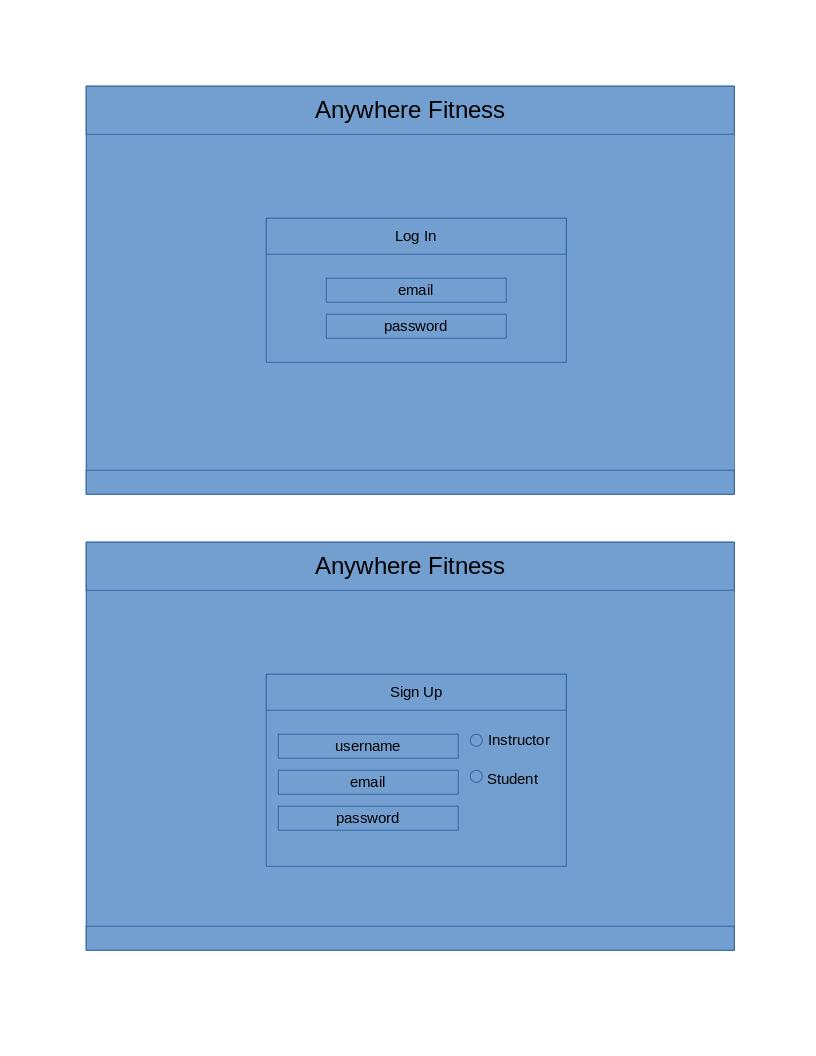 Anywhere Fitness
Log In
email
password
Anywhere Fitness
Sign Up
username
Instructor
email
Student
password